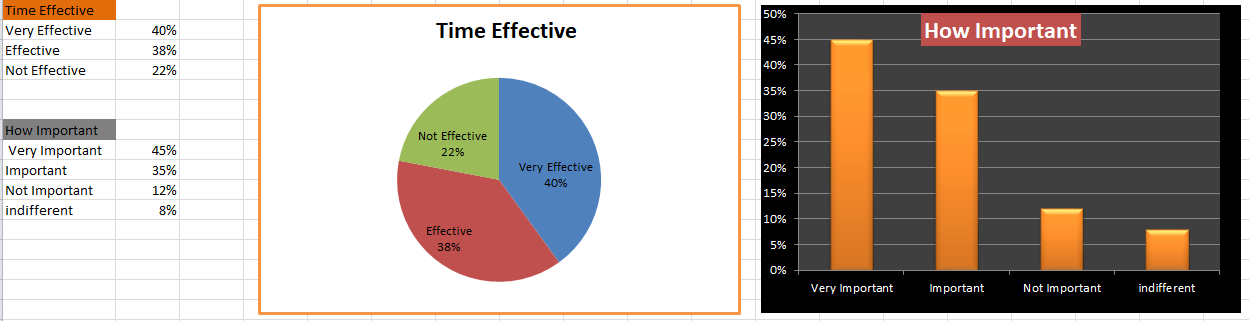 Time Effective
Very Effective 40%
Effective 38%
Not Effective 22%
How Important
Very Important 45%
Important 35%
Not Important 12%
indifferent 8%
Time Effective
Not Effective
22%
Very Effective
40%
Effective
38%
How Important
50%
45%
40%
35%
30%
25%
20%
15%
10%
5%
0%
Very Important Important Not Important indifferent